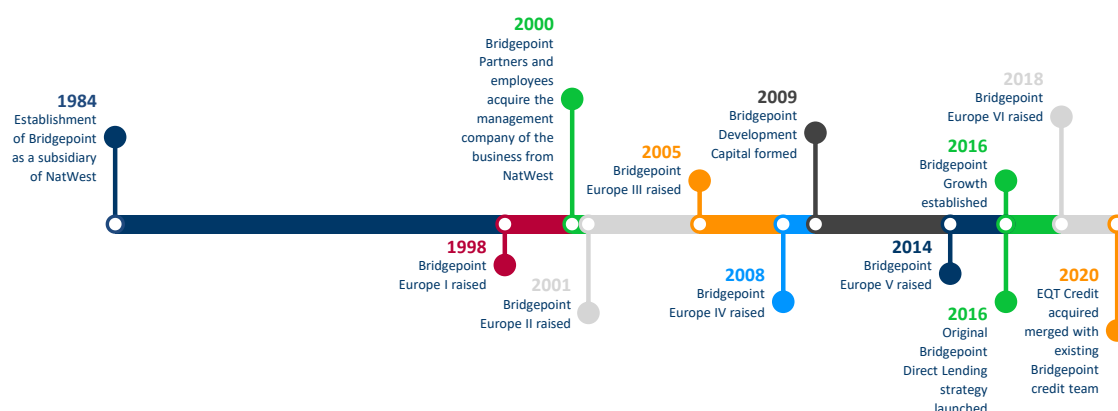 1984
Establishment
of Bridgepoint
as a subsidiary
of NatWest
1998
Bridgepoint
Europe I raised
2000
Bridgepoint
Partners and
employees
acquire the
management
company of the
business from
NatWest
2001
Bridgepoint
Europe II raised
2005
Bridgepoint
Europe III raised
2008
Bridgepoint
Europe IV raised
2009
Bridgepoint
Development
Capital formed
2014
Bridgepoint
Europe V raised
2016
Bridgepoint
Growth
established
2016
Original
Bridgepoint
Direct Lending
strategy
launched
2018
Bridgepoint
Europe VI raised
2020
EQT Credit
acquired
merged with
existing
Bridgepoint
credit team